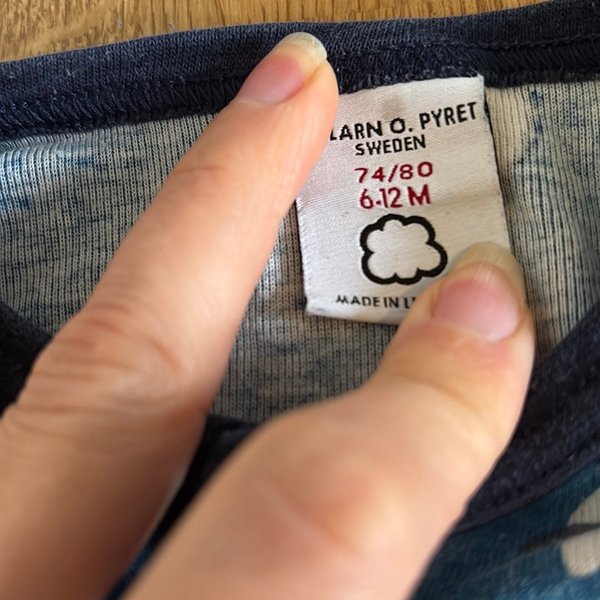 LARN O. PYRET
SWEDEN
74/80
6-12 M
MADE IN